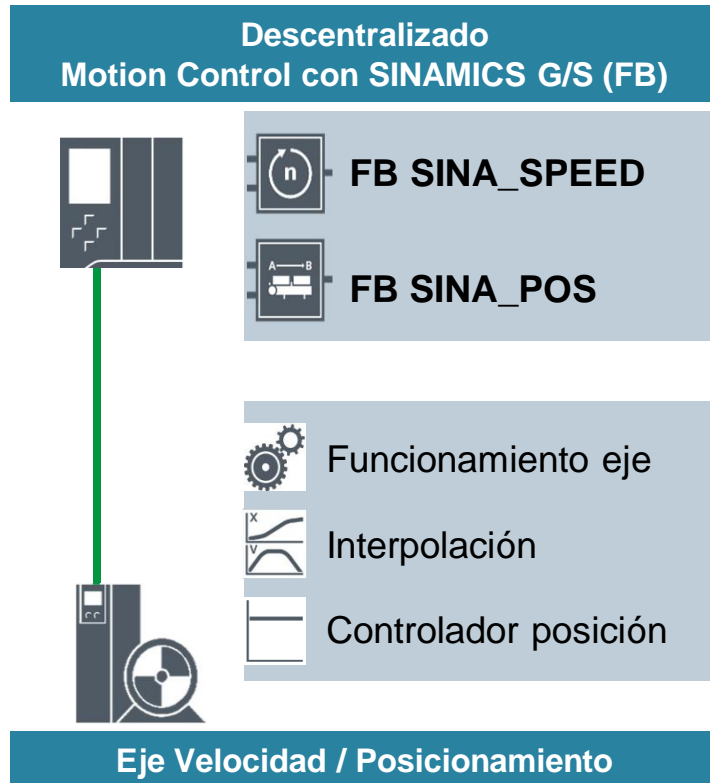 Descentralizado
Motion Control con SINAMICS G/S (FB)
n
FB SINA_SPEED
A B
FB SINA_POS
Funcionamiento eje
X
V
Interpolación
Controlador posición
Eje Velocidad / Posicionamiento